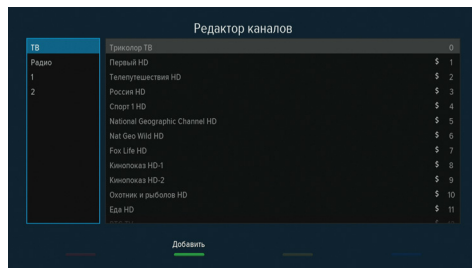 Редактор каналов
ТВ
Радио
1
2
Триколор ТВ 0
Первый HD $ 1
Телепутешествия HD $ 2
Россия HD $ 3
Спорт 1 HD $ 4
National Geographic Channel HD $ 5
Nat Geo Wild HD $ 6
Fox Life HD $ 7
Кинопоказ HD-1 $ 8
Кинопоказ HD-2 $ 9
Охотник и рыболов HD $ 10
Еда HD $ 11
Добавить